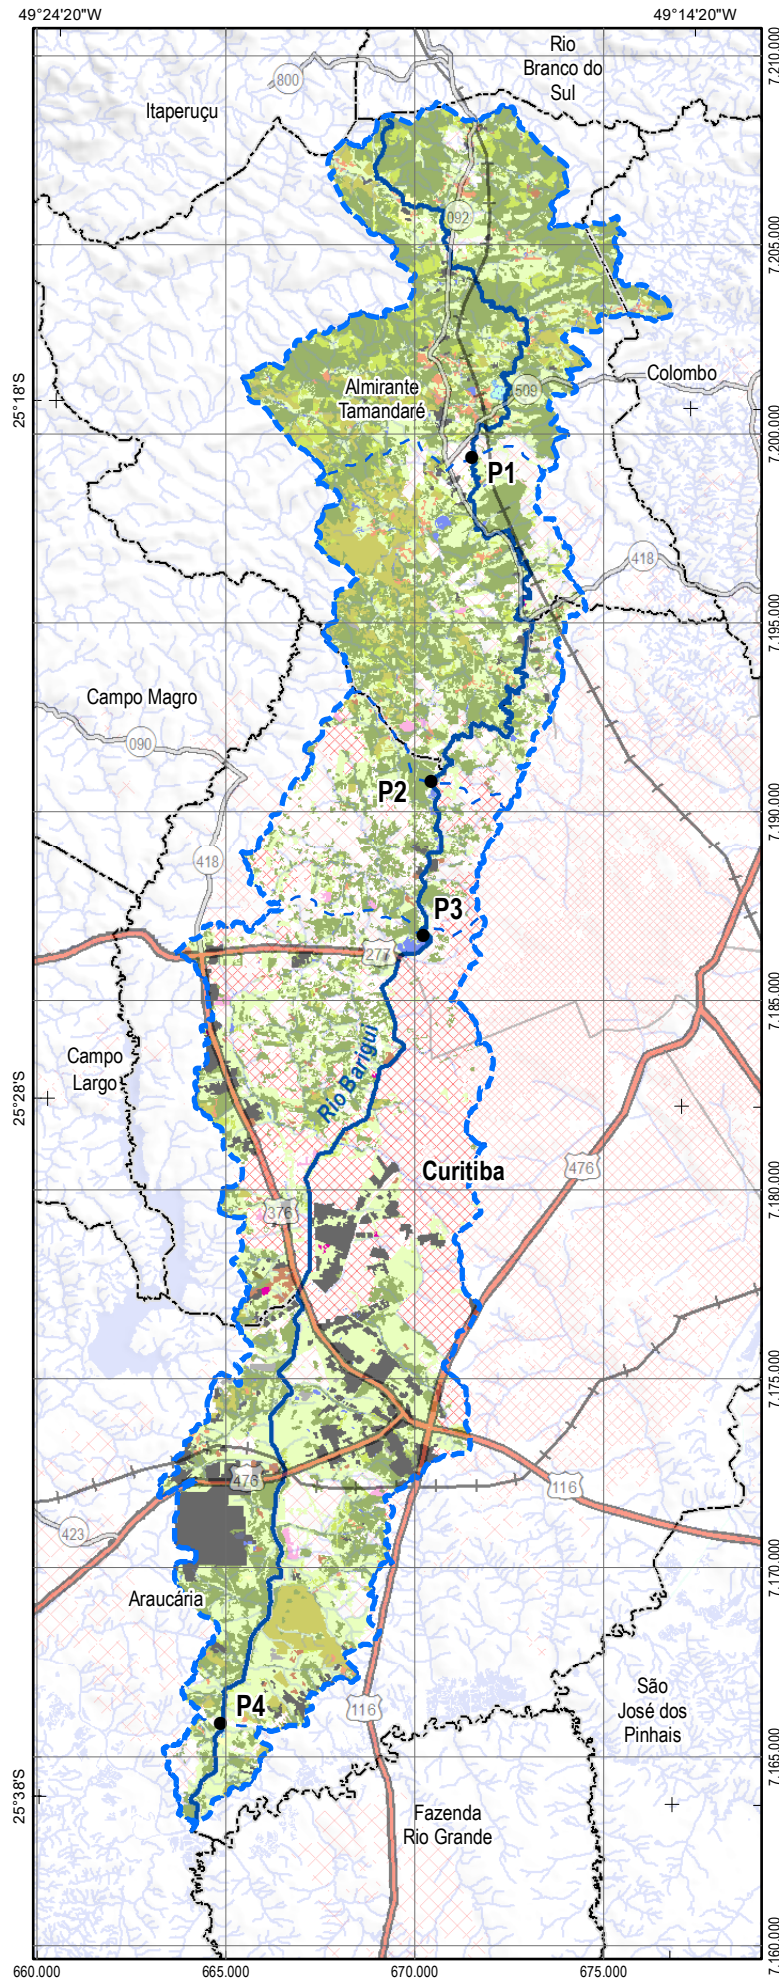 49°24'20"W
49°14'20"W
Rio
Branco do
Sul
7.210.000
800
Itaperuçu
092
7.205.000
Colombo
Almirante
Tamandaré
509
25°18'S
7.200.000
P1
418
7.195.000
Campo Magro
090
P2
7.190.000
418
P3
277
7.185.000
Rio Barigui
Campo
Largo
25°28'S
Curitiba
476
7.180.000
376
7.175.000
476
116
423
7.170.000
Araucária
São
José dos
Pinhais
P4
116
7.165.000
25°38'S
Fazenda
Rio Grande
7.160.000
660.000
665.000
670.000
675.000